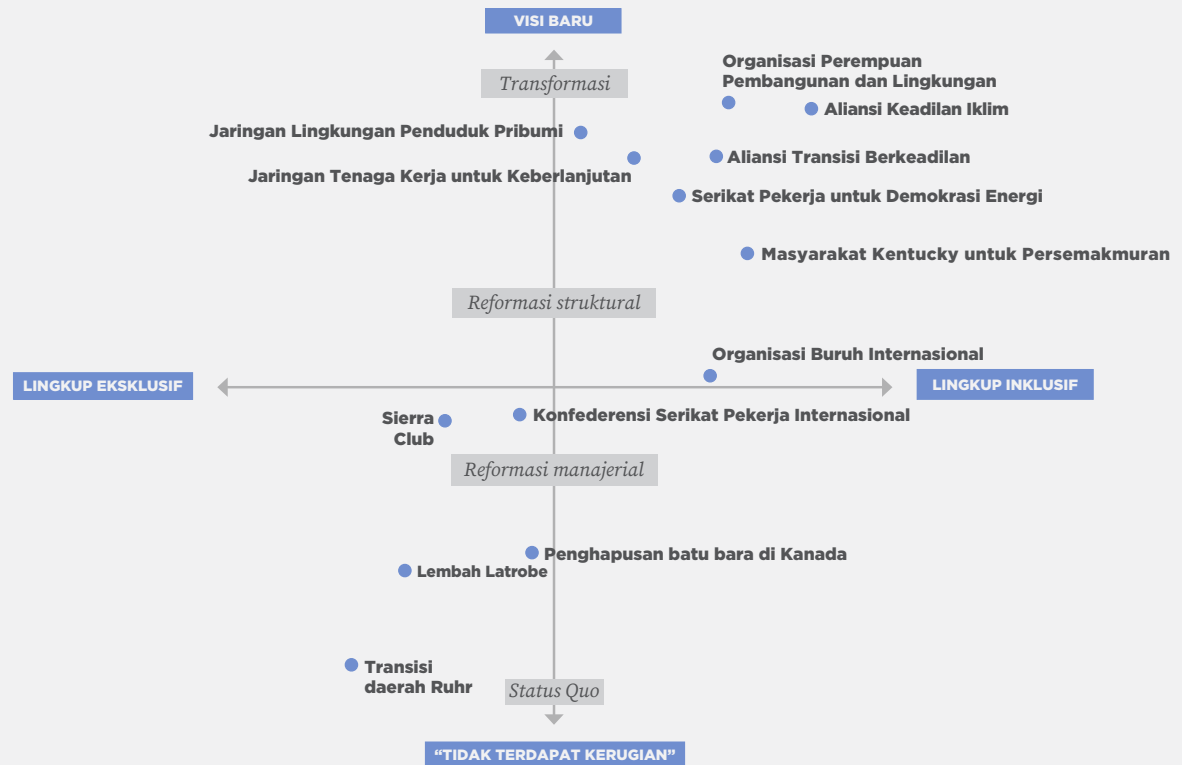 VISI BARU
Transformasi
Organisasi Perempuan
Pembangunan dan Lingkungan
Aliansi Keadilan Iklim
Jaringan Lingkungan Penduduk Pribumi
Aliansi Transisi Berkeadilan
Jaringan Tenaga Kerja untuk Keberlanjutan
Serikat Pekerja untuk Demokrasi Energi
Masyarakat Kentucky untuk Persemakmuran
Reformasi struktural
Organisasi Buruh Internasional
LINGKUP EKSKLUSIF
LINGKUP INKLUSIF
Sierra
Club
Konfederensi Serikat Pekerja Internasional
Reformasi manajerial
Penghapusan batu bara di Kanada
Lembah Latrobe
Transisi
daerah Ruhr
Status Quo
“TIDAK TERDAPAT KERUGIAN”